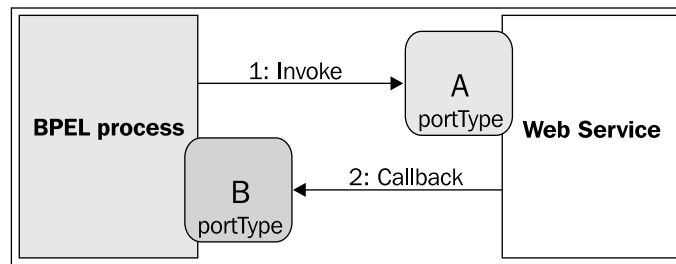 1: Invoke
A
portType
BPEL process
Web Service
B
portType
2: Callback